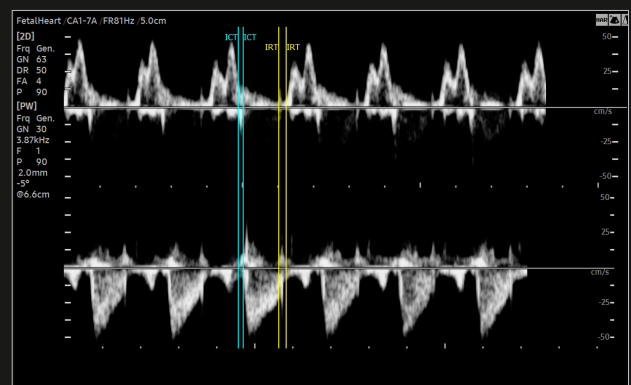 FetalHeart /CA1-7A /FR81Hz /5.0cm
[2D]
Frq Gen.
GN 63
DR 50
FA 4
P 90
[PW]
Frq Gen.
GN 30
3.87kHz
F 1
P 90
2.0mm
-5°
@6.6cm
ICT ICT
IRT IRT
50
25
cm/s
-25
-50
50
cm/s
-25
-50